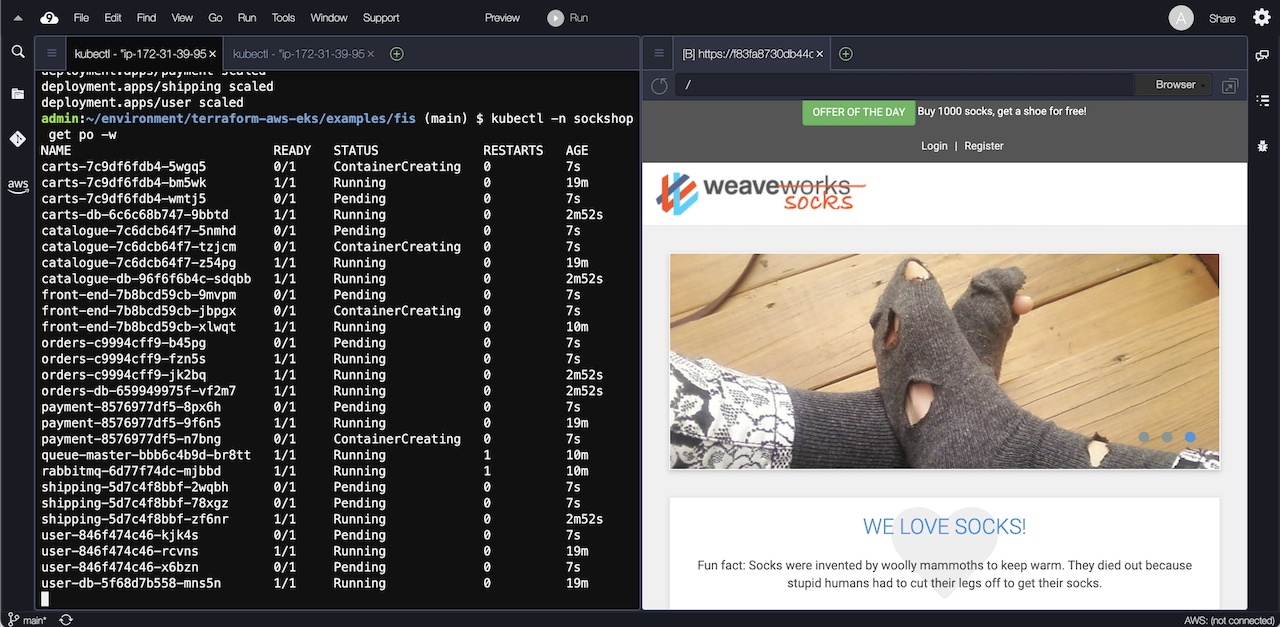 File Edit Find View Go Run Tools Window Support Preview Run A Share
kubectl - "ip-172-31-39-95 × kubectl - "ip-172-31-39-95 ×
deployment.apps/payment scaled
deployment.apps/shipping scaled
deployment.apps/user scaled
admin:~/environment/terraform-aws-eks/examples/fis (main) $ kubectl -n sockshop
get po -w
NAME READY STATUS RESTARTS AGE
carts-7c9df6fdb4-5wgq5 0/1 ContainerCreating 0 7s
carts-7c9df6fdb4-bm5wk 1/1 Running 0 19m
carts-7c9df6fdb4-wmtj5 0/1 Pending 0 7s
carts-db-6c6c68b747-9bbtd 1/1 Running 0 2m52s
catalogue-7c6dcb64f7-5nmhd 0/1 Pending 0 7s
catalogue-7c6dcb64f7-tzjcm 0/1 ContainerCreating 0 7s
catalogue-7c6dcb64f7-z54pg 1/1 Running 0 19m
catalogue-db-96f6f6b4c-sdqbb 1/1 Running 0 2m52s
front-end-7b8bcd59cb-9mvpm 0/1 Pending 0 7s
front-end-7b8bcd59cb-jbpgx 0/1 ContainerCreating 0 7s
front-end-7b8bcd59cb-xlwqt 1/1 Running 0 10m
orders-c9994cff9-b45pg 0/1 Pending 0 7s
orders-c9994cff9-fzn5s 0/1 Running 0 7s
orders-c9994cff9-jk2bq 1/1 Running 0 2m52s
orders-db-659949975f-vf2m7 1/1 Running 0 2m52s
payment-8576977df5-8px6h 0/1 Pending 0 7s
payment-8576977df5-9f6n5 1/1 Running 0 19m
payment-8576977df5-n7bng 0/1 ContainerCreating 0 7s
queue-master-bbb6c4b9d-br8tt 1/1 Running 1 10m
rabbitmq-6d77f74dc-mjbbd 1/1 Running 1 10m
shipping-5d7c4f8bbf-2wqbh 0/1 Pending 0 7s
shipping-5d7c4f8bbf-78xgz 0/1 Pending 0 7s
shipping-5d7c4f8bbf-zf6nr 1/1 Running 0 2m52s
user-846f474c46-kjk4s 0/1 Pending 0 7s
user-846f474c46-rcvns 1/1 Running 0 19m
user-846f474c46-x6bzn 0/1 Pending 0 7s
user-db-5f68d7b558-mns5n 1/1 Running 0 19m
aws
[B] https://f83fa8730db44c ×
/ Browser
OFFER OF THE DAY Buy 1000 socks, get a shoe for free!
Login | Register
weaveworks
socks
WE LOVE SOCKS!
Fun fact: Socks were invented by woolly mammoths to keep warm. They died out because
stupid humans had to cut their legs off to get their socks.
main* AWS: (not connected)